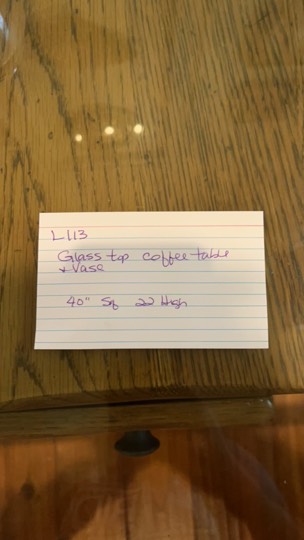 L113
Glass top coffee table
+ Vase
40" Sq 22 High